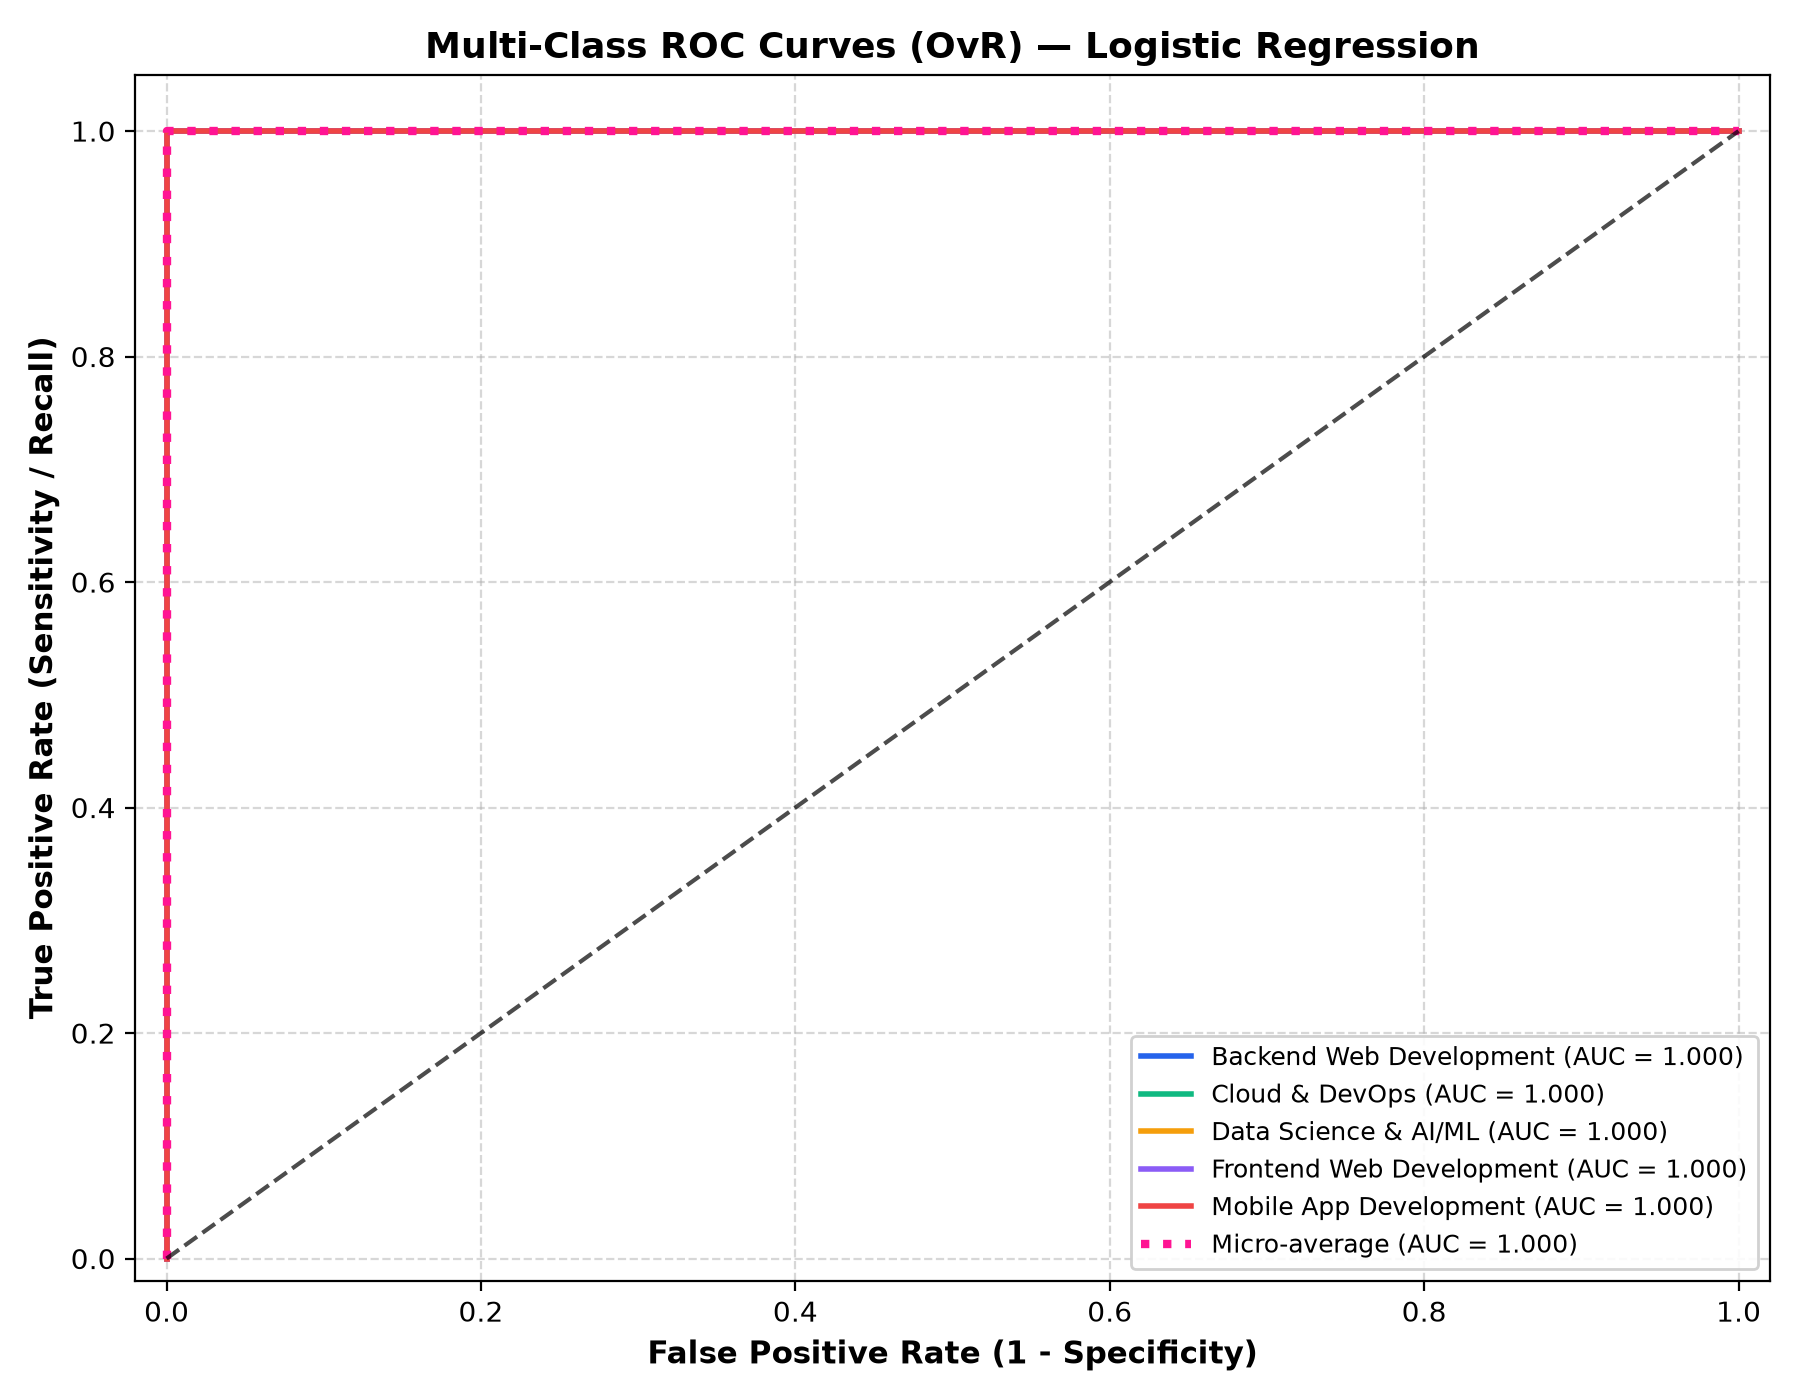 Multi-Class ROC Curves (OvR) — Logistic Regression
True Positive Rate (Sensitivity / Recall)
1.0
0.8
0.6
0.4
0.2
0.0
Backend Web Development (AUC = 1.000)
Cloud & DevOps (AUC = 1.000)
Data Science & AI/ML (AUC = 1.000)
Frontend Web Development (AUC = 1.000)
Mobile App Development (AUC = 1.000)
Micro-average (AUC = 1.000)
0.0 0.2 0.4 0.6 0.8 1.0
False Positive Rate (1 - Specificity)